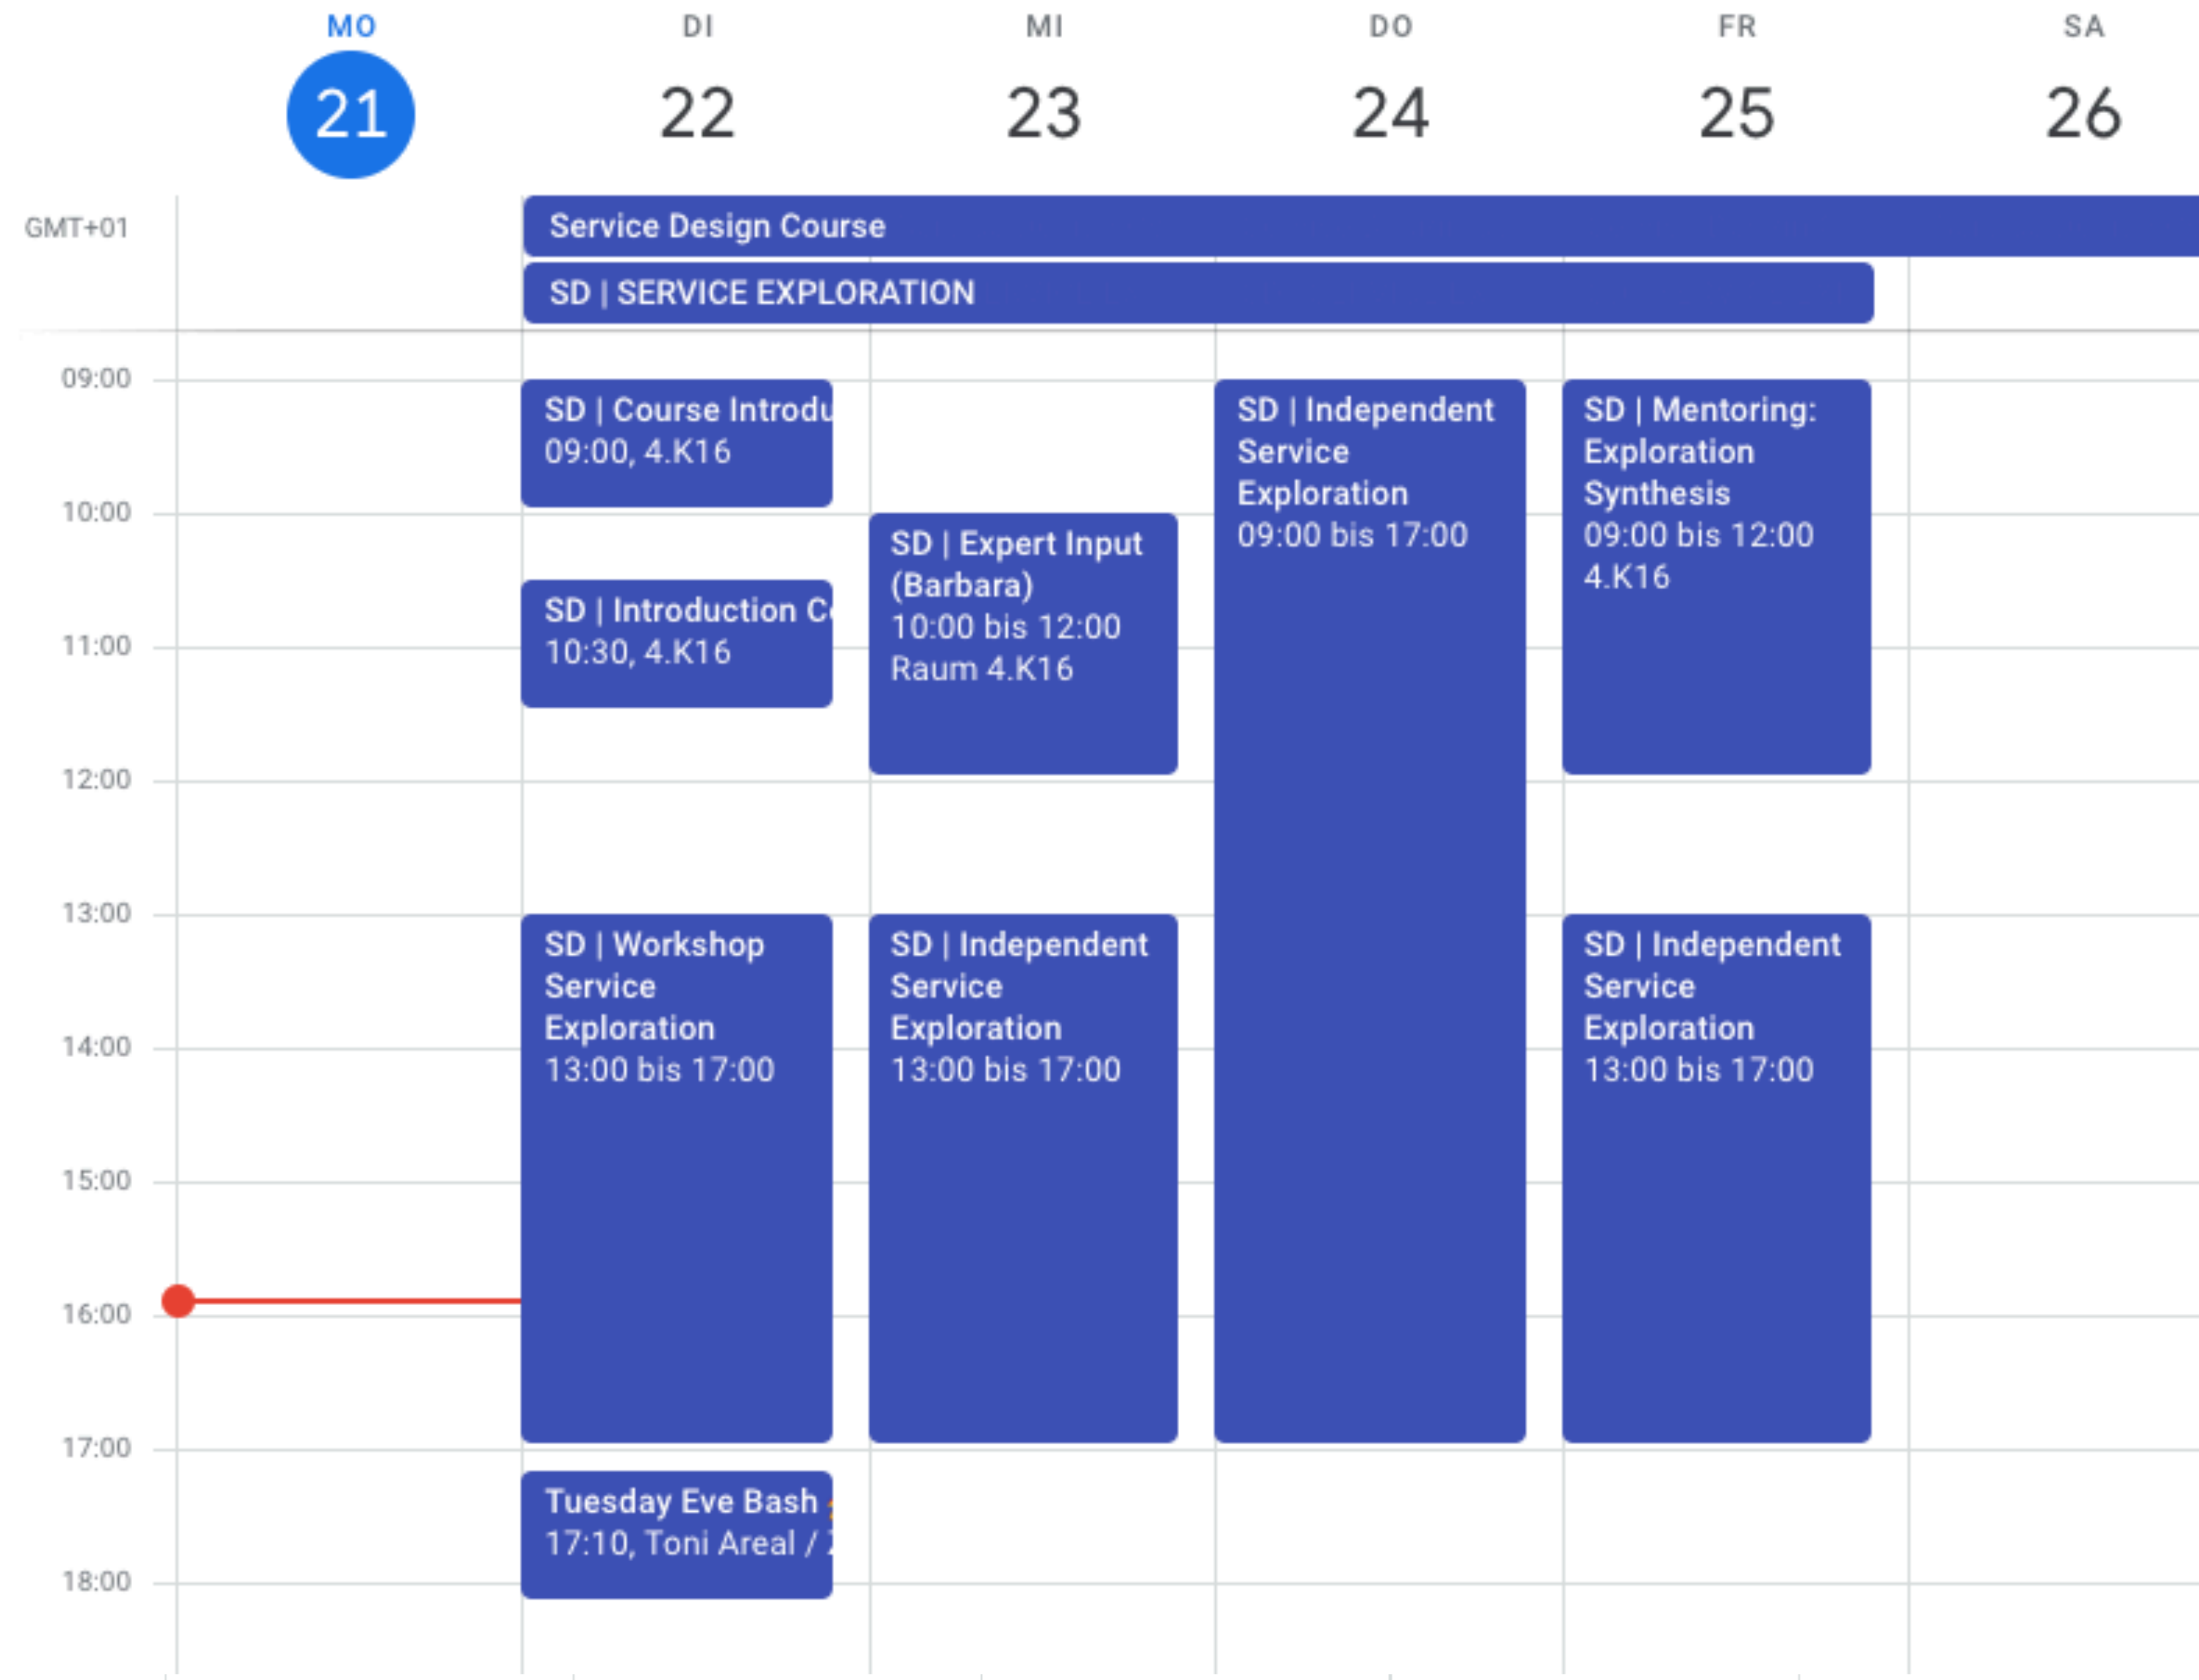 MO DI MI DO FR SA
21 22 23 24 25 26
GMT+01
Service Design Course
SD | SERVICE EXPLORATION
09:00
10:00
11:00
12:00
13:00
14:00
15:00
16:00
17:00
18:00
SD | Course
09:00, 4.K16
SD | Introduction
10:30, 4.K16
SD | Workshop
Service
Exploration
13:00 bis 17:00
Tuesday Eve Bash
17:10, Toni Areal /
SD | Expert Input
(Barbara)
10:00 bis 12:00
Raum 4.K16
SD | Independent
Service
Exploration
13:00 bis 17:00
SD | Independent
Service
Exploration
09:00 bis 17:00
SD | Mentoring:
Exploration
Synthesis
09:00 bis 12:00
4.K16
SD | Independent
Service
Exploration
13:00 bis 17:00